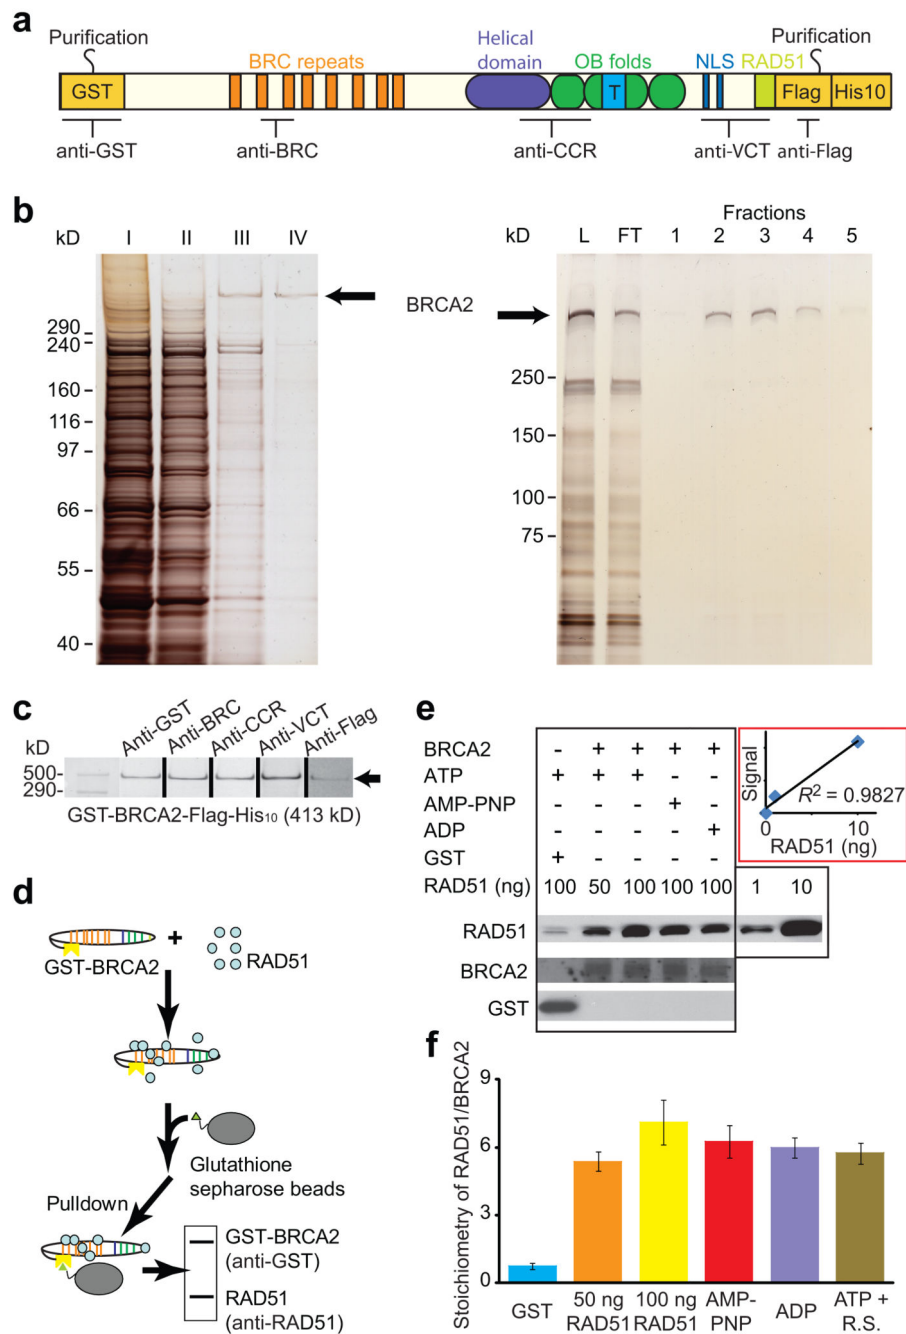 a
Purification
BRC repeats
Helical domain
OB folds
NLS
RAD51
Purification
GST
T
Flag
His10
anti-GST
anti-BRC
anti-CCR
anti-VCT
anti-Flag
b
kD I II III IV
290
240
160
116
97
66
55
40
BRCA2
Fractions
kD L FT 1 2 3 4 5
250
150
100
75
c
kD
Anti-GST
Anti-BRC
Anti-CCR
Anti-VCT
Anti-Flag
500
290
GST-BRCA2-Flag-His10 (413 kD)
d
GST-BRCA2
+
RAD51
Glutathione
sepharose beads
Pulldown
GST-BRCA2
(anti-GST)
RAD51
(anti-RAD51)
e
BRCA2 - + + + +
ATP + + + - -
AMP-PNP - - - + -
ADP - - - - +
GST + - - - -
RAD51 (ng) 100 50 100 100 100 1 10
RAD51
BRCA2
GST
Signal
R² = 0.9827
0 10
RAD51 (ng)
f
Stoichiometry of RAD51/BRCA2
9
6
3
0
GST
50 ng RAD51
100 ng RAD51
AMP-PNP
ADP
ATP + R.S.